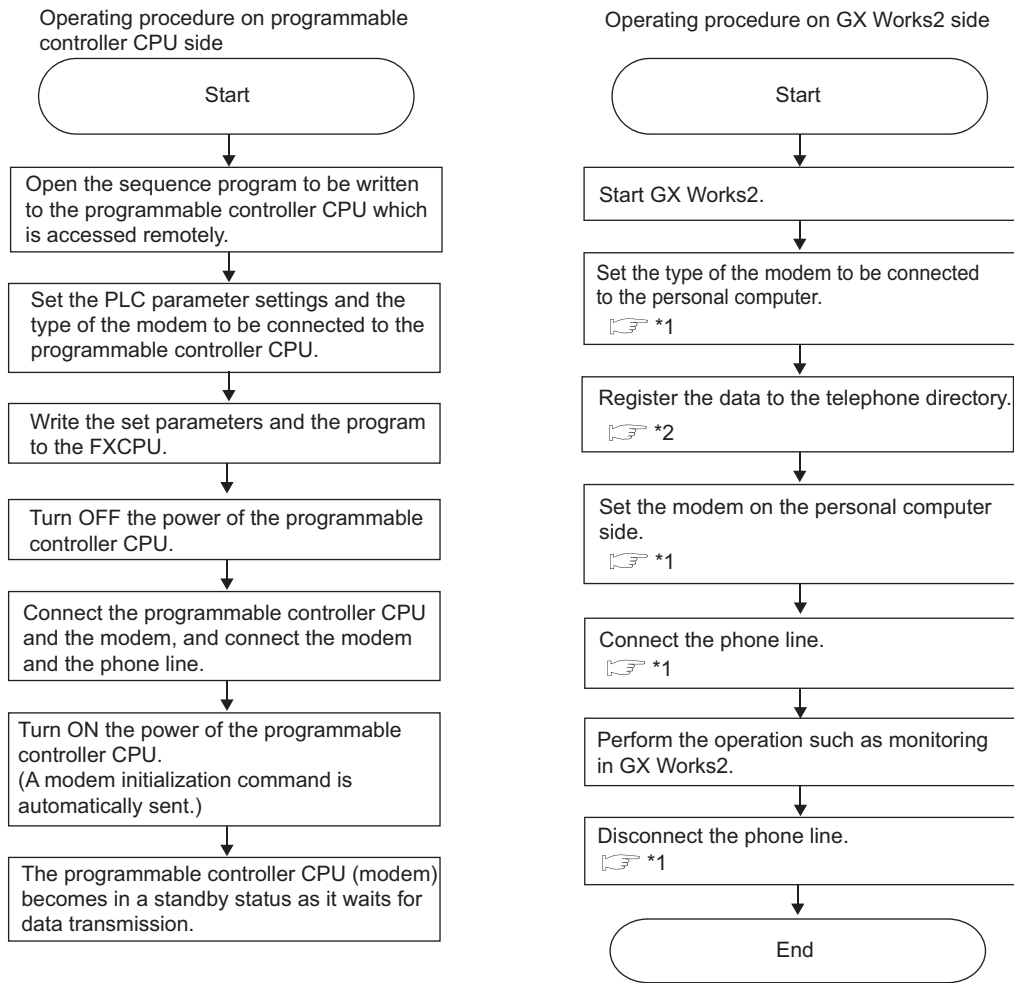 Operating procedure on programmable
controller CPU side
Start
Open the sequence program to be written
to the programmable controller CPU which
is accessed remotely.
Set the PLC parameter settings and the
type of the modem to be connected to the
programmable controller CPU.
Write the set parameters and the program
to the FXCPU.
Turn OFF the power of the programmable
controller CPU.
Connect the programmable controller CPU
and the modem, and connect the modem
and the phone line.
Turn ON the power of the programmable
controller CPU.
(A modem initialization command is
automatically sent.)
The programmable controller CPU (modem)
becomes in a standby status as it waits for
data transmission.
Operating procedure on GX Works2 side
Start
Start GX Works2.
Set the type of the modem to be connected
to the personal computer.
*1
Register the data to the telephone directory.
*2
Set the modem on the personal computer
side.
*1
Connect the phone line.
*1
Perform the operation such as monitoring
in GX Works2.
Disconnect the phone line.
*1
End